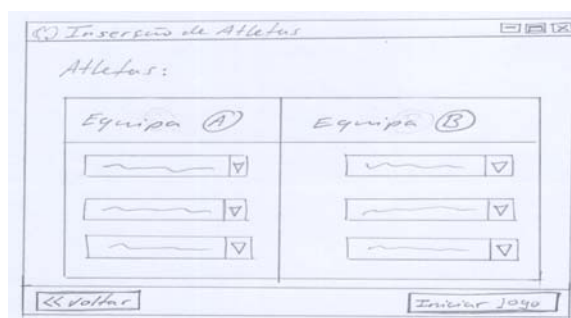 Inserção de Atletas
Atletas:
Equipa A
Equipa B
<< Voltar
Iniciar Jogo